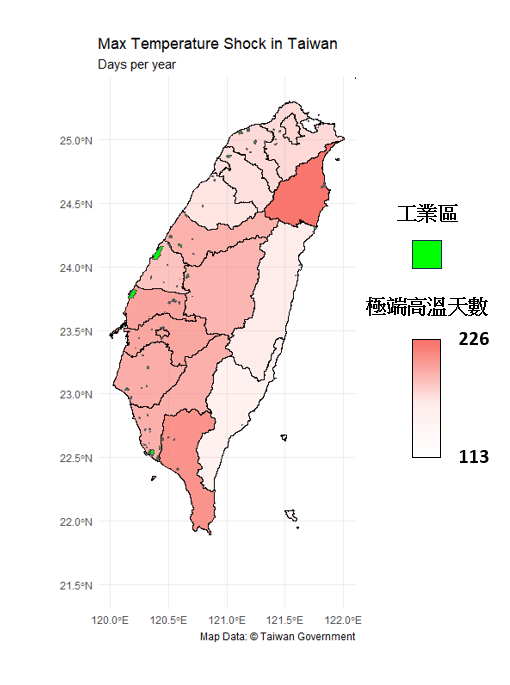 Max Temperature Shock in Taiwan
Days per year
25.0°N
24.5°N
24.0°N
23.5°N
23.0°N
22.5°N
22.0°N
21.5°N
120.0°E 120.5°E 121.0°E 121.5°E 122.0°E
Map Data: © Taiwan Government
工業區
極端高溫天數
226
113